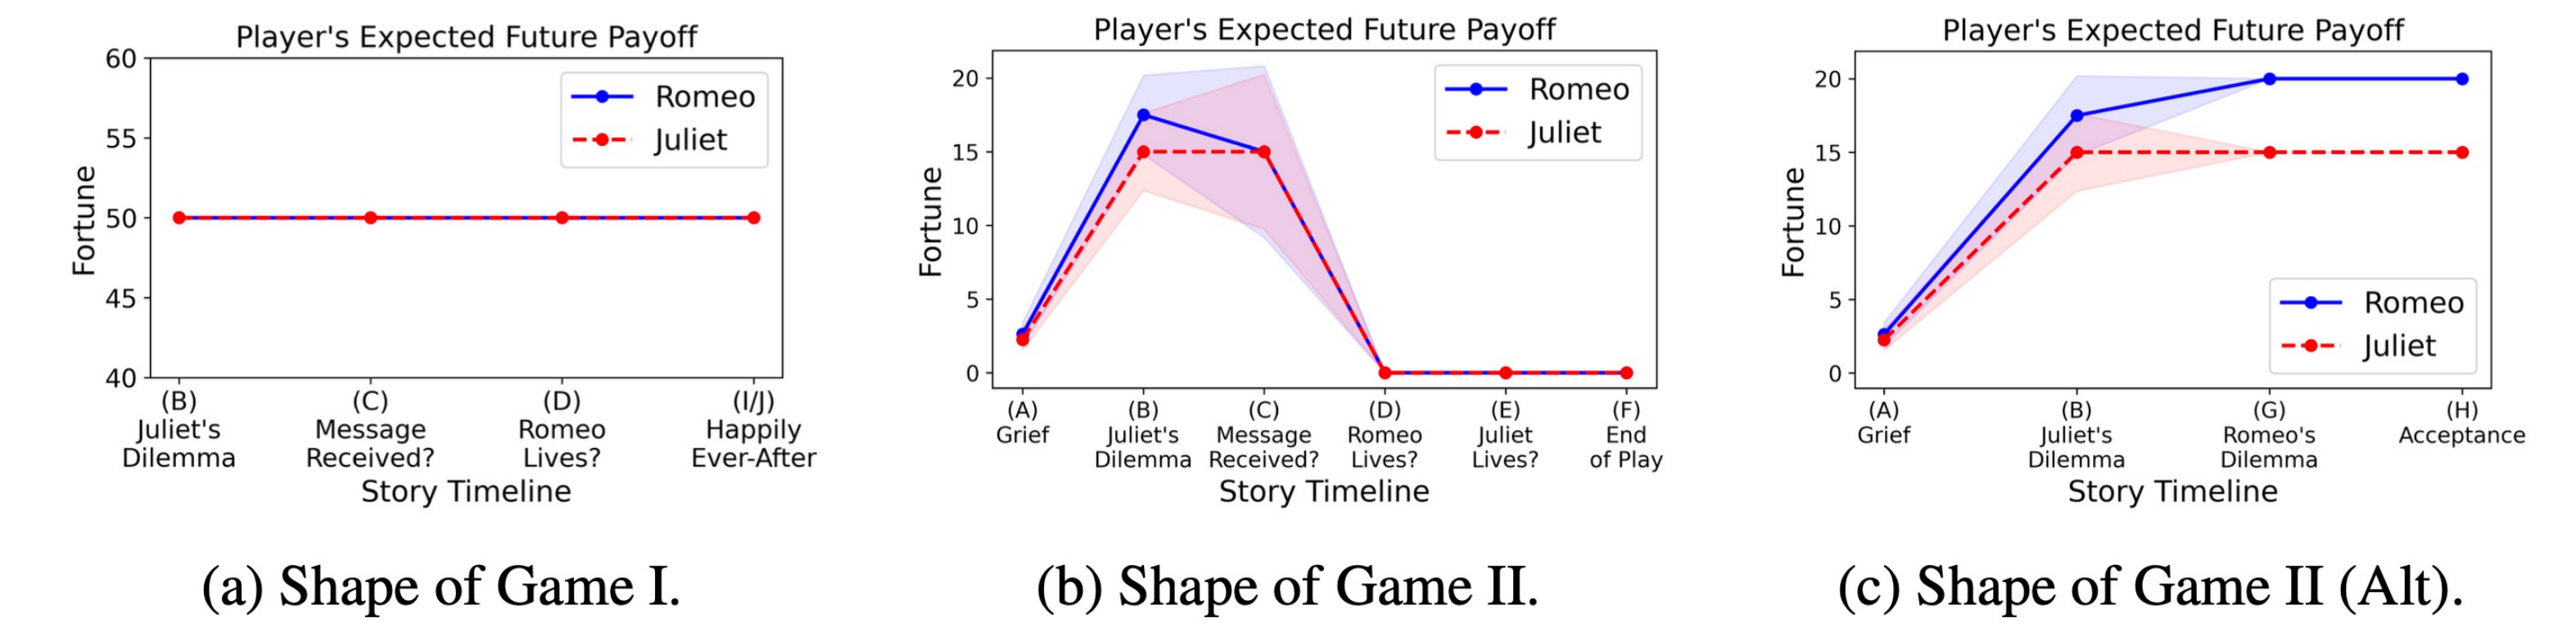 Player's Expected Future Payoff
Fortune
60
55
50
45
40
Romeo
Juliet
(B)
Juliet's
Dilemma
(C)
Message
Received?
(D)
Romeo
Lives?
(I/J)
Happily
Ever-After
Story Timeline
(a) Shape of Game I.
Player's Expected Future Payoff
Fortune
20
15
10
5
0
Romeo
Juliet
(A)
Grief
(B)
Juliet's
Dilemma
(C)
Message
Received?
(D)
Romeo
Lives?
(E)
Juliet
Lives?
(F)
End
of Play
Story Timeline
(b) Shape of Game II.
Player's Expected Future Payoff
Fortune
20
15
10
5
0
Romeo
Juliet
(A)
Grief
(B)
Juliet's
Dilemma
(G)
Romeo's
Dilemma
(H)
Acceptance
Story Timeline
(c) Shape of Game II (Alt).